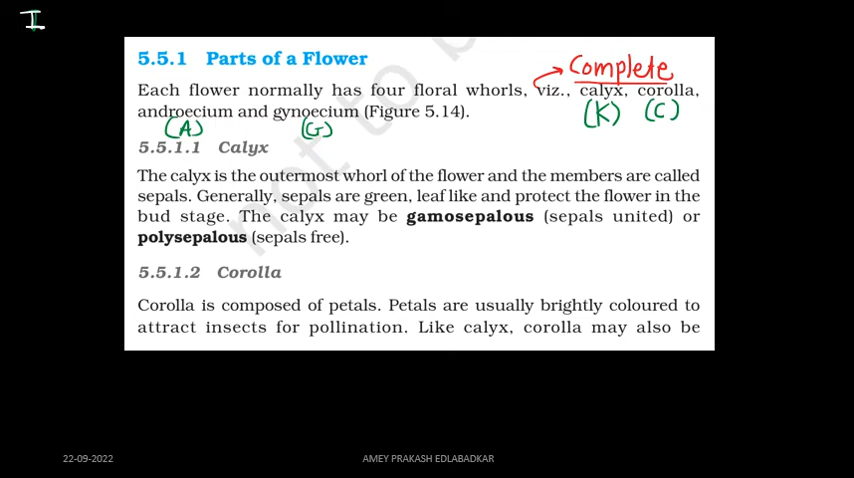 I
5.5.1 Parts of a Flower
Complete
Each flower normally has four floral whorls, viz., calyx, corolla,
(K) (C)
androecium and gynoecium (Figure 5.14).
(A) (G)
5.5.1.1 Calyx
The calyx is the outermost whorl of the flower and the members are called
sepals. Generally, sepals are green, leaf like and protect the flower in the
bud stage. The calyx may be gamosepalous (sepals united) or
polysepalous (sepals free).
5.5.1.2 Corolla
Corolla is composed of petals. Petals are usually brightly coloured to
attract insects for pollination. Like calyx, corolla may also be
not to b
22-09-2022 AMEY PRAKASH EDLABADKAR